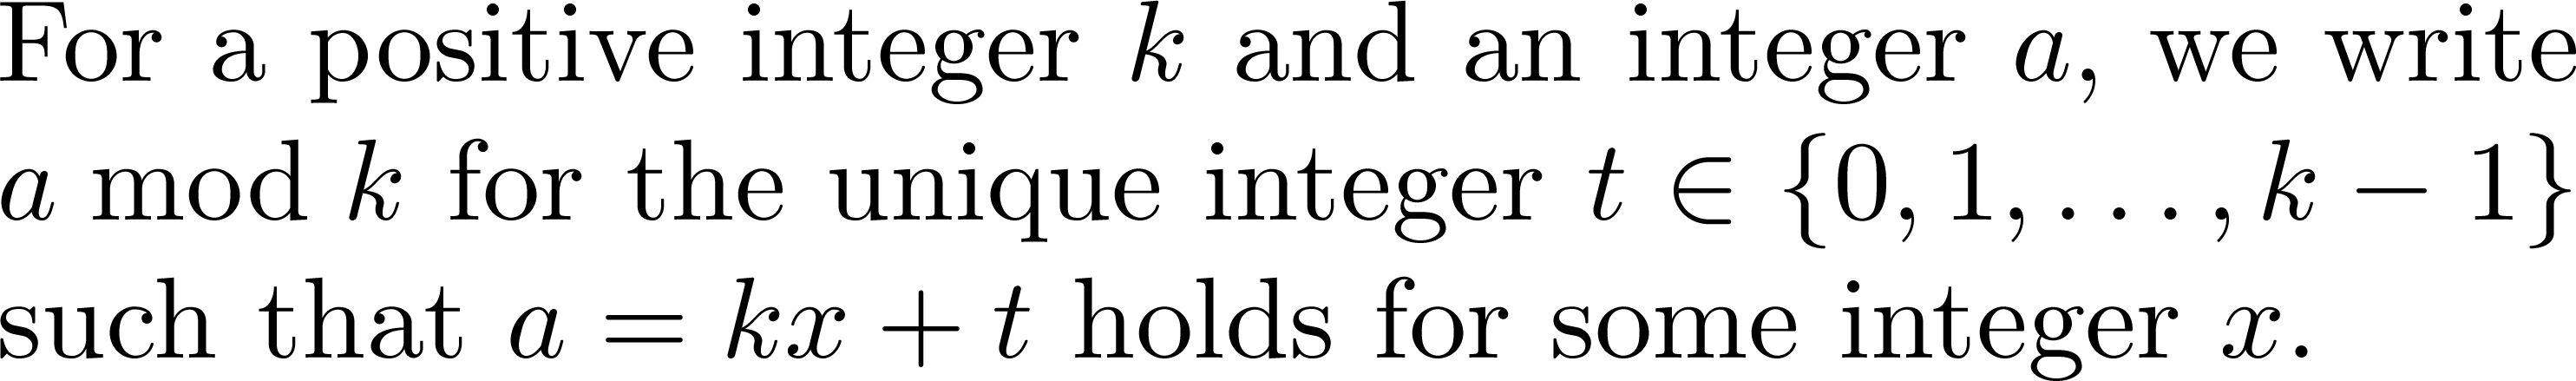 For a positive integer k and an integer a, we write
a mod k for the unique integer t ∈ {0, 1, . . . , k − 1}
such that a = kx + t holds for some integer x.